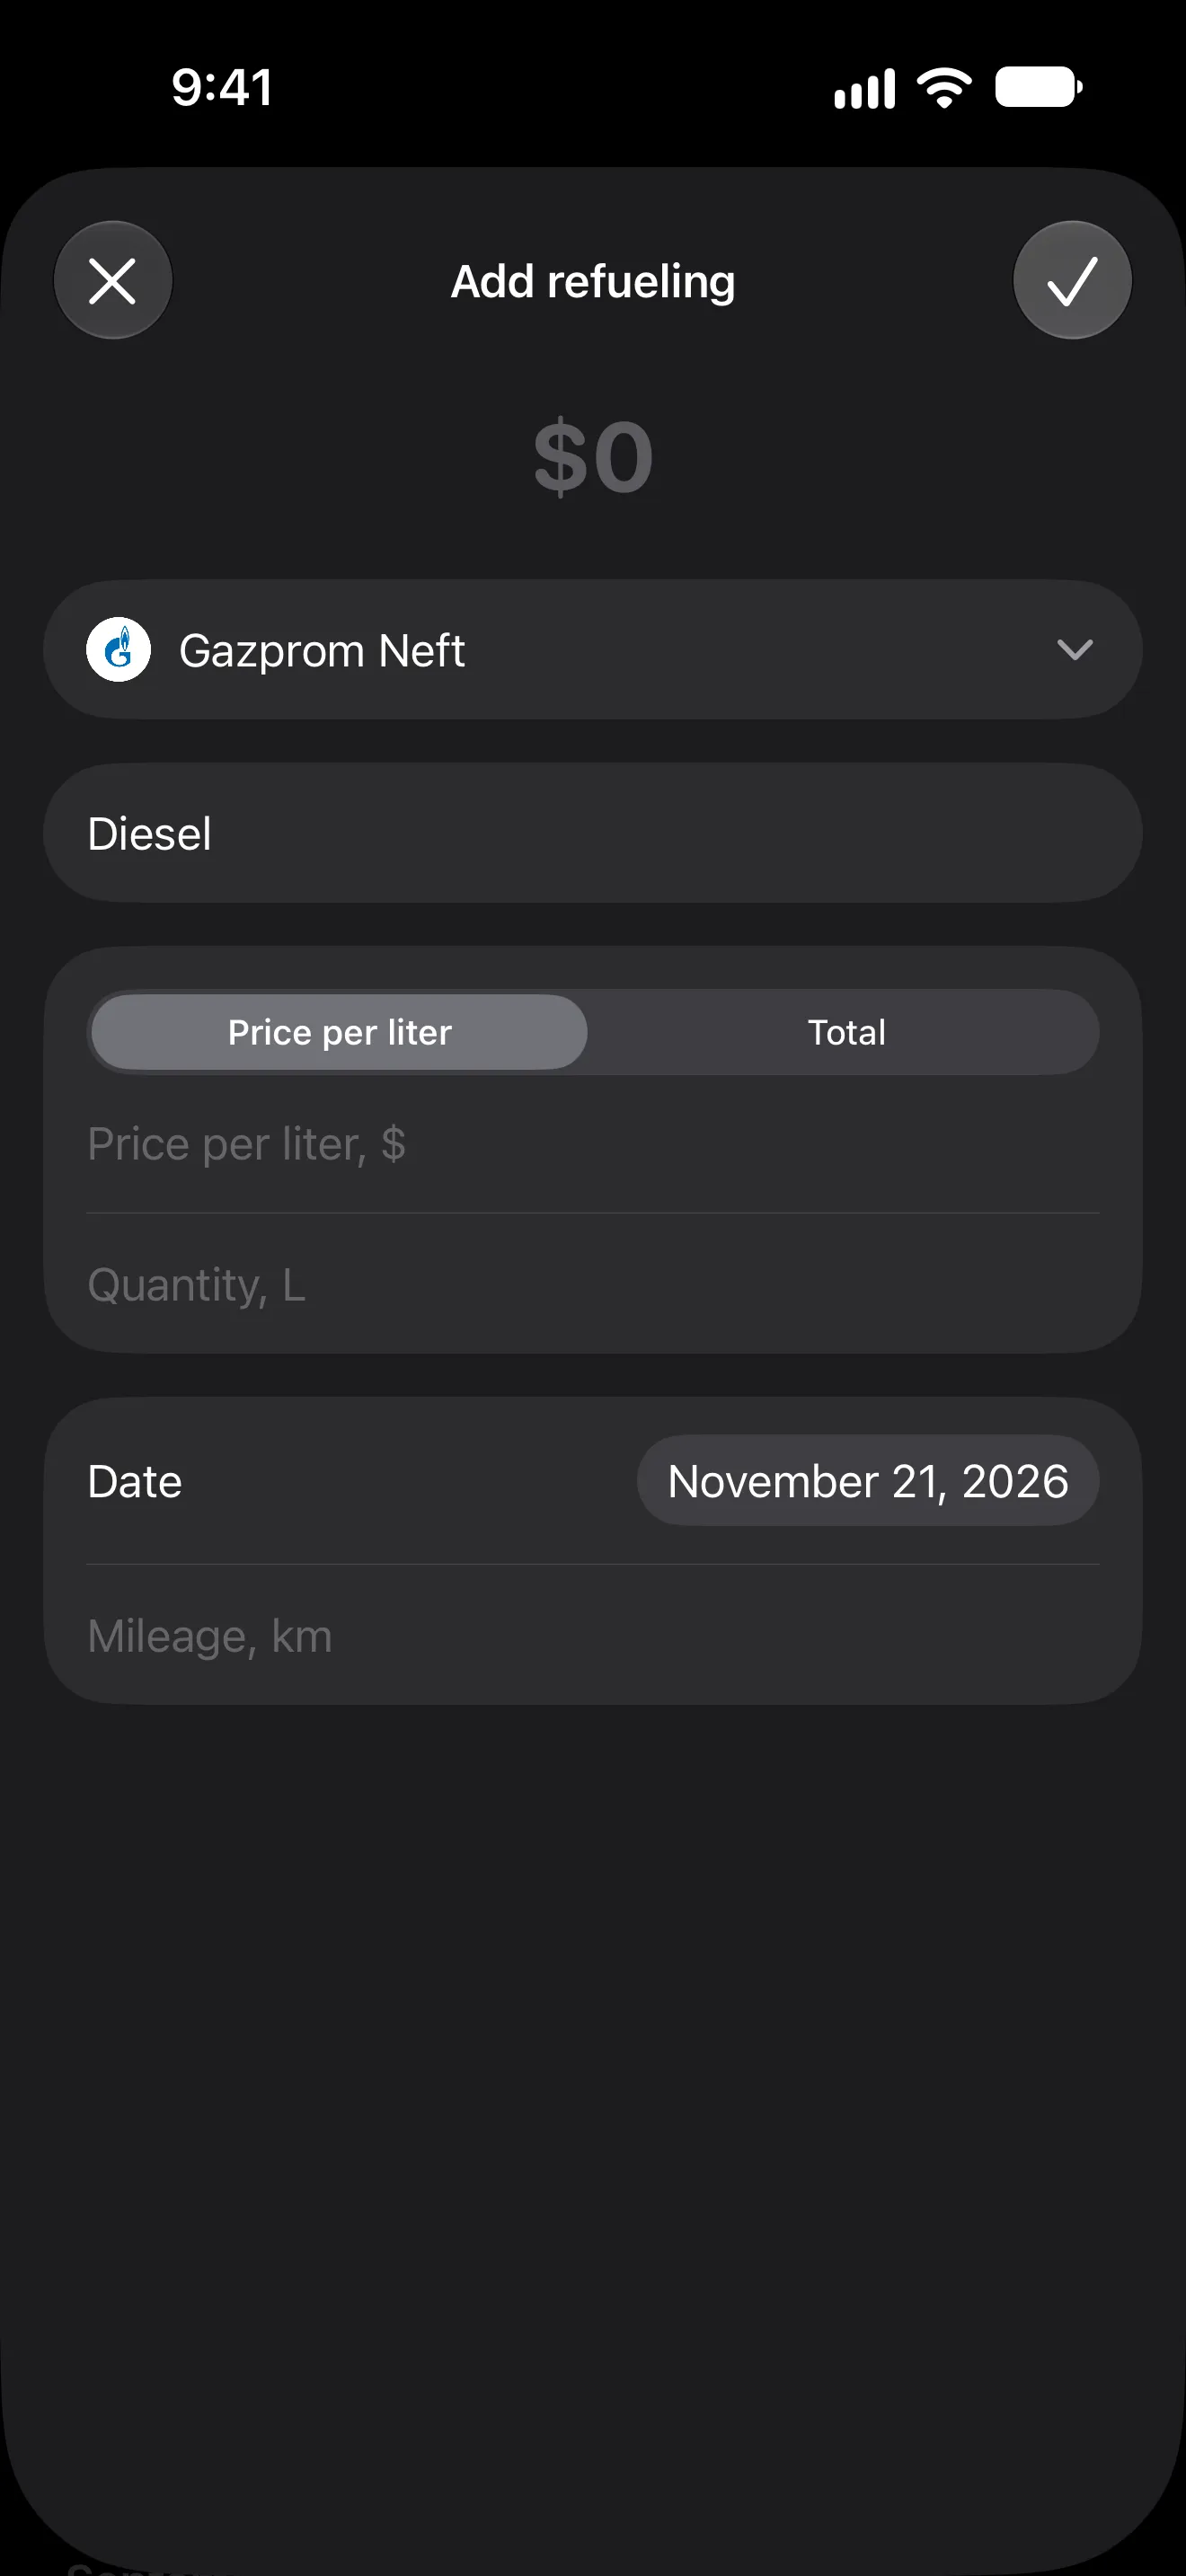 9:41
Add refueling
$0
Gazprom Neft
Diesel
Price per liter Total
Price per liter, $
Quantity, L
Date November 21, 2026
Mileage, km